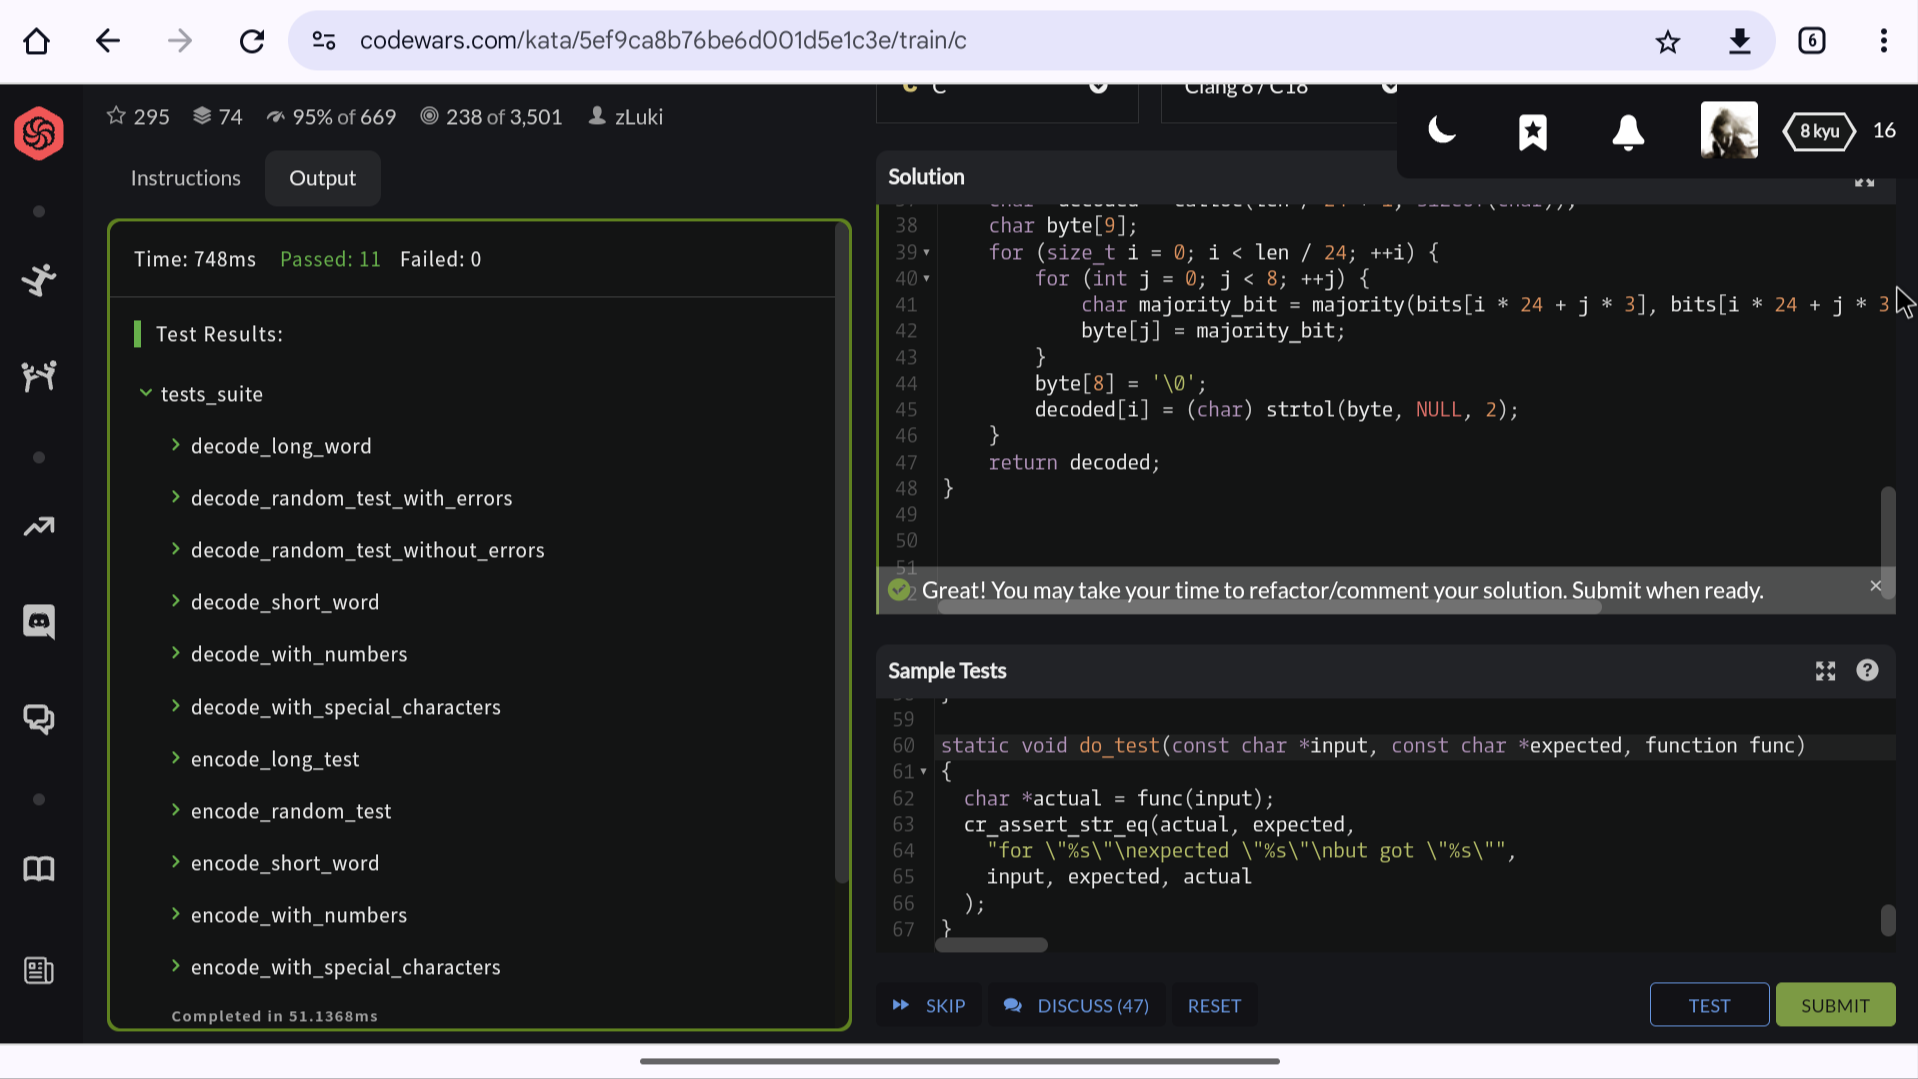 codewars.com/kata/5ef9ca8b76be6d001d5e1c3e/train/c
6
295 74 95% of 669 238 of 3,501 zLuki
C
Clang 8 / C18
8 kyu 16
Instructions Output
Time: 748ms Passed: 11 Failed: 0
Test Results:
tests_suite
decode_long_word
decode_random_test_with_errors
decode_random_test_without_errors
decode_short_word
decode_with_numbers
decode_with_special_characters
encode_long_test
encode_random_test
encode_short_word
encode_with_numbers
encode_with_special_characters
Completed in 51.1368ms
Solution
38 char byte[9];
39 for (size_t i = 0; i < len / 24; ++i) {
40 for (int j = 0; j < 8; ++j) {
41 char majority_bit = majority(bits[i * 24 + j * 3], bits[i * 24 + j * 3
42 byte[j] = majority_bit;
43 }
44 byte[8] = '\0';
45 decoded[i] = (char) strtol(byte, NULL, 2);
46 }
47 return decoded;
48 }
49
50
51
Great! You may take your time to refactor/comment your solution. Submit when ready.
Sample Tests
59
60 static void do_test(const char *input, const char *expected, function func)
61 {
62 char *actual = func(input);
63 cr_assert_str_eq(actual, expected,
64 "for \"%s\"\nexpected \"%s\"\nbut got \"%s\"",
65 input, expected, actual
66 );
67 }
SKIP DISCUSS (47) RESET TEST SUBMIT